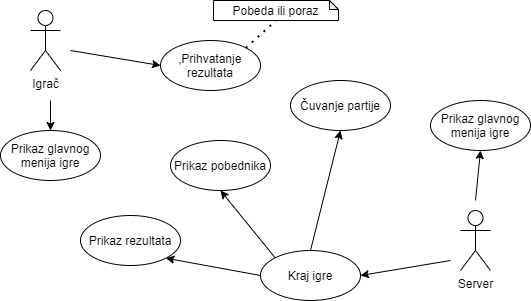 Pobeda ili poraz
,Prihvatanje
rezultata
Igrač
Čuvanje partije
Prikaz glavnog
menija igre
Prikaz glavnog
menija igre
Prikaz pobednika
Prikaz rezultata
Kraj igre
Server